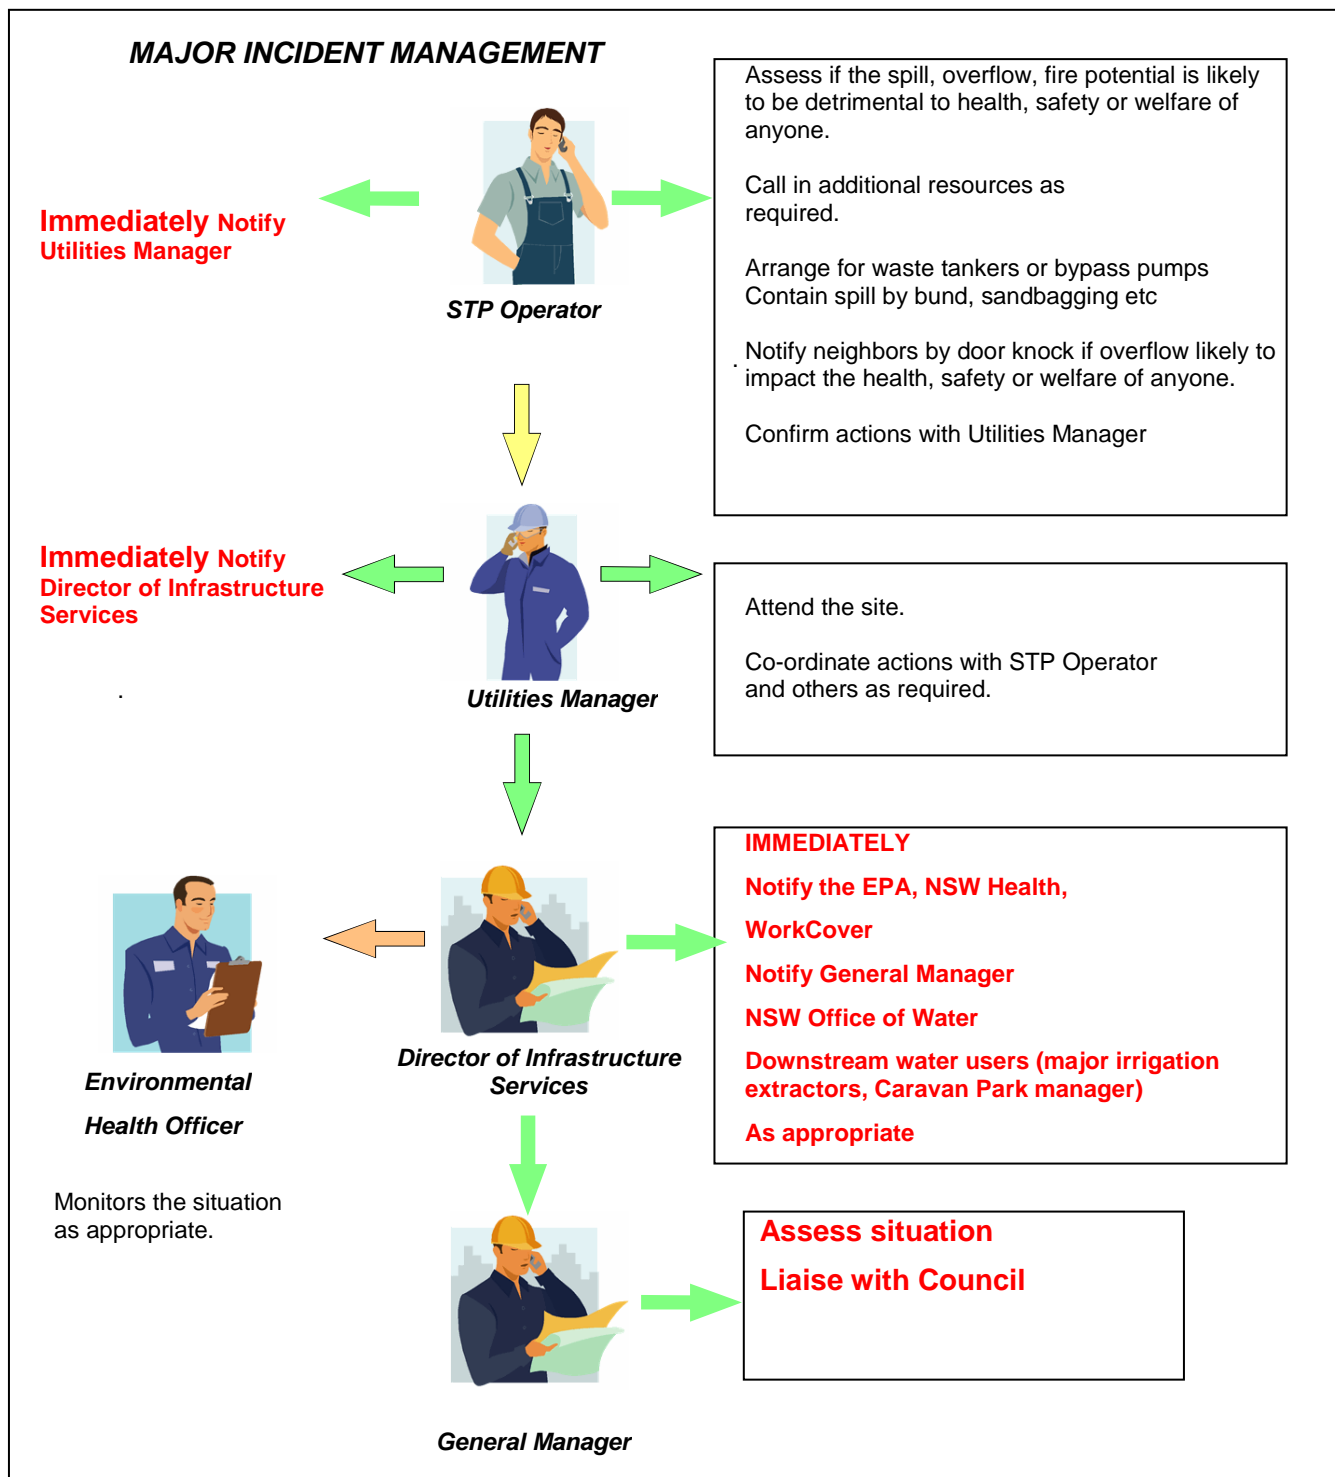 MAJOR INCIDENT MANAGEMENT
Assess if the spill, overflow, fire potential is likely
to be detrimental to health, safety or welfare of
anyone.
Call in additional resources as
required.
Arrange for waste tankers or bypass pumps
Contain spill by bund, sandbagging etc
. Notify neighbors by door knock if overflow likely to
impact the health, safety or welfare of anyone.
Confirm actions with Utilities Manager
Immediately Notify
Utilities Manager
STP Operator
Immediately Notify
Director of Infrastructure
Services
.
Utilities Manager
Attend the site.
Co-ordinate actions with STP Operator
and others as required.
IMMEDIATELY
Notify the EPA, NSW Health,
WorkCover
Notify General Manager
NSW Office of Water
Downstream water users (major irrigation
extractors, Caravan Park manager)
As appropriate
Director of Infrastructure
Services
Environmental
Health Officer
Monitors the situation
as appropriate.
Assess situation
Liaise with Council
General Manager